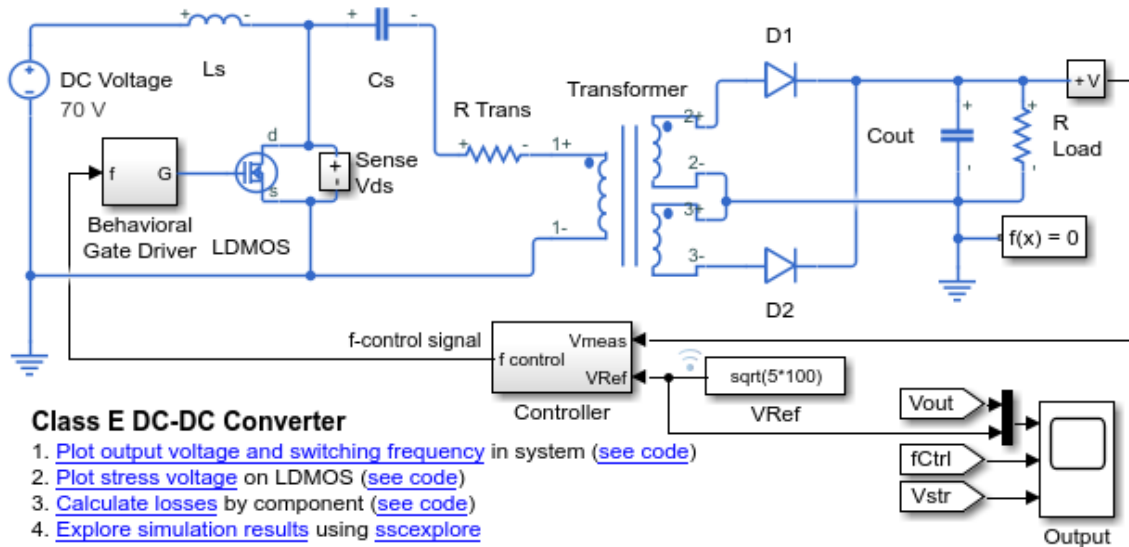 + -
Ls
+ -
Cs
D1
DC Voltage
70 V
R Trans
+ -
Transformer
1+
1-
2+
2-
3+
3-
+V
Cout
+
-
+
-
R
Load
f G
d
s
+
-
Sense
Vds
Behavioral
Gate Driver
LDMOS
f(x) = 0
D2
f-control signal
f control
Vmeas
VRef
Controller
sqrt(5*100)
VRef
Vout
fCtrl
Vstr
Output
Class E DC-DC Converter
1. Plot output voltage and switching frequency in system (see code)
2. Plot stress voltage on LDMOS (see code)
3. Calculate losses by component (see code)
4. Explore simulation results using sscexplore